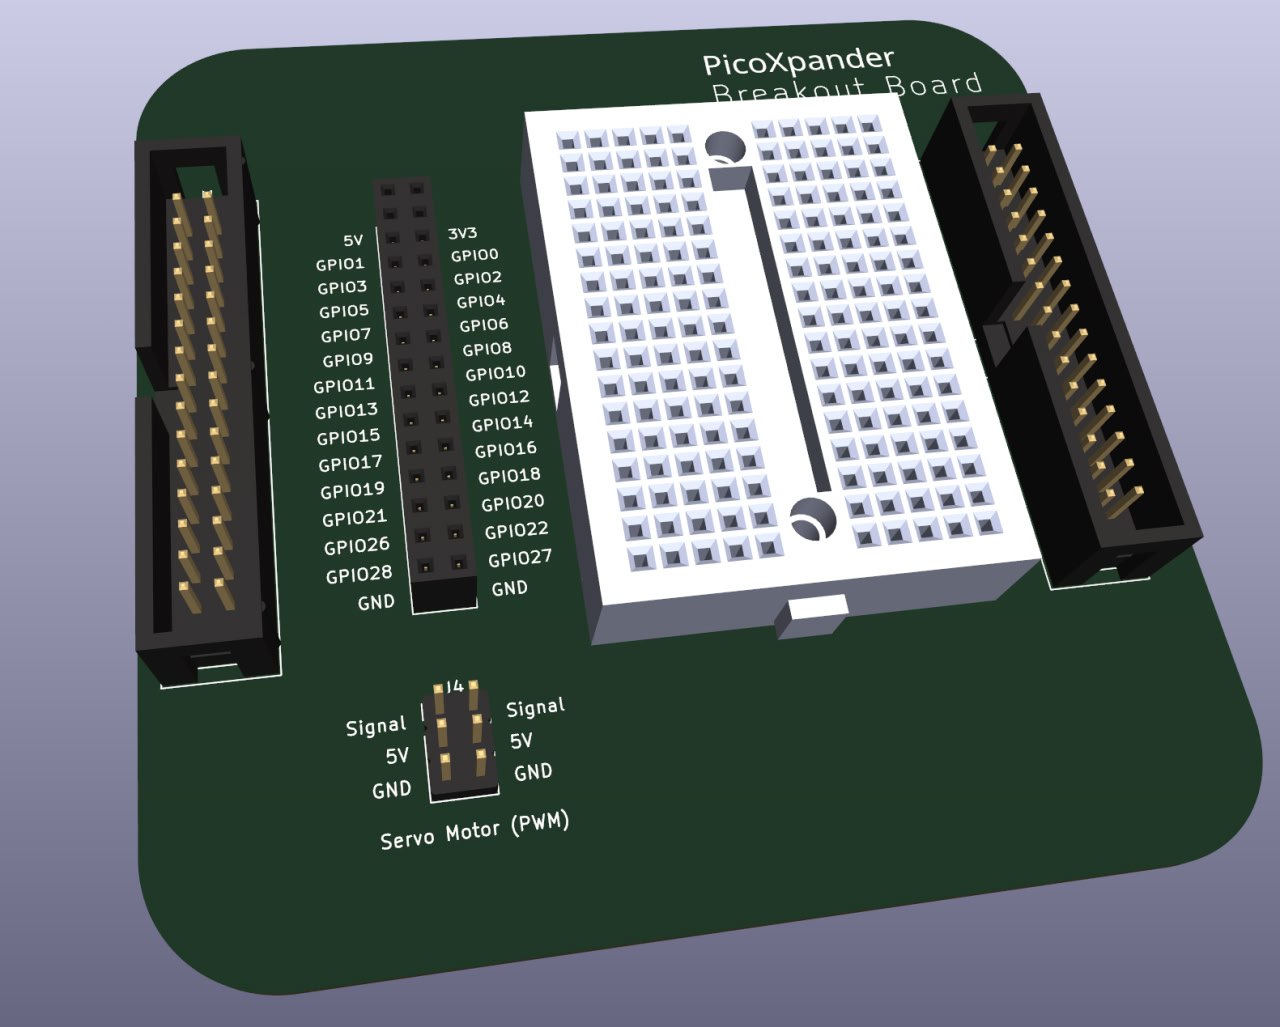 PicoXpander
Breakout Board
5V 3V3
GPIO1 GPIO0
GPIO3 GPIO2
GPIO5 GPIO4
GPIO7 GPIO6
GPIO9 GPIO8
GPIO11 GPIO10
GPIO13 GPIO12
GPIO15 GPIO14
GPIO17 GPIO16
GPIO19 GPIO18
GPIO21 GPIO20
GPIO26 GPIO22
GPIO28 GPIO27
GND GND
J4
Signal Signal
5V 5V
GND GND
Servo Motor (PWM)